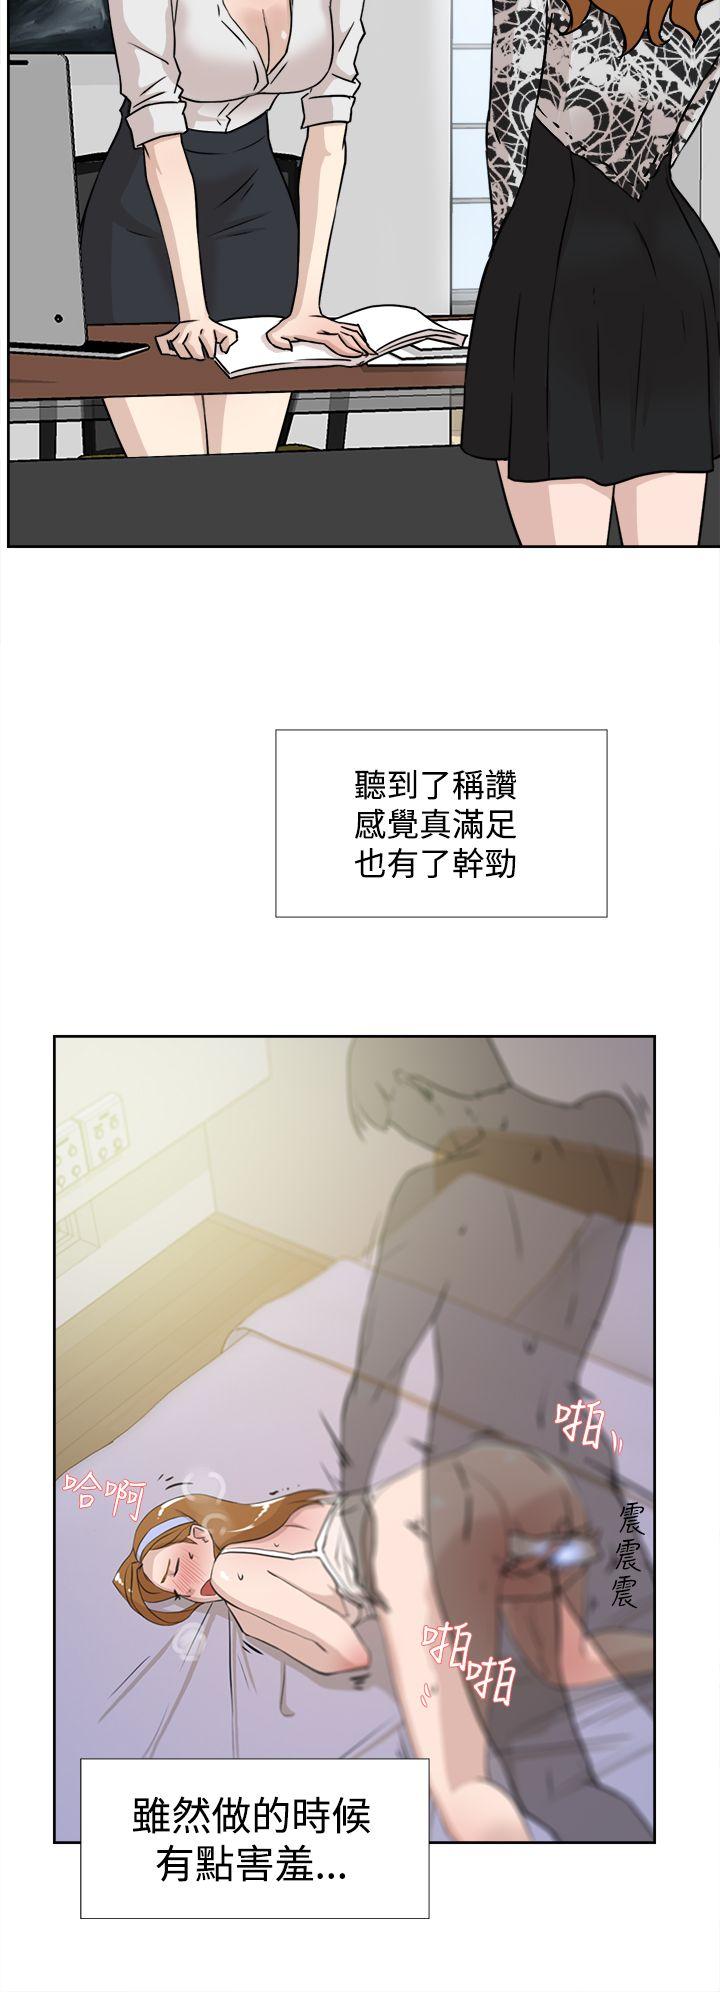 聽到了稱讚
感覺真滿足
也有了幹勁
啪
哈啊
震震震
啪啪
雖然做的時候
有點害羞…